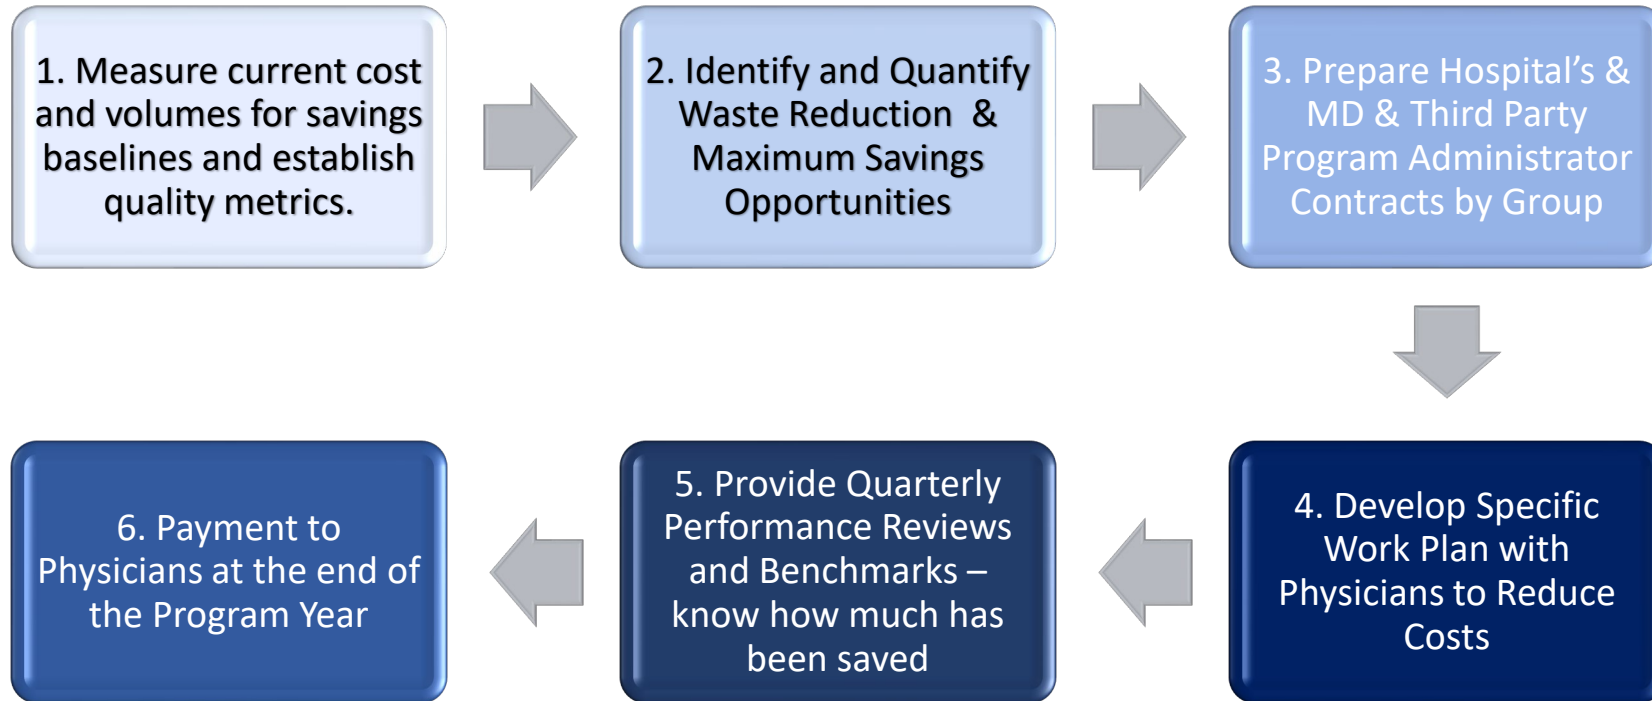 1. Measure current cost
and volumes for savings
baselines and establish
quality metrics.
2. Identify and Quantify
Waste Reduction  &
Maximum Savings
Opportunities
3. Prepare Hospital’s &
MD & Third Party
Program Administrator
Contracts by Group
4. Develop Specific
Work Plan with
Physicians to Reduce
Costs
5. Provide Quarterly
Performance Reviews
and Benchmarks –
know how much has
been saved
6. Payment to
Physicians at the end of
the Program Year